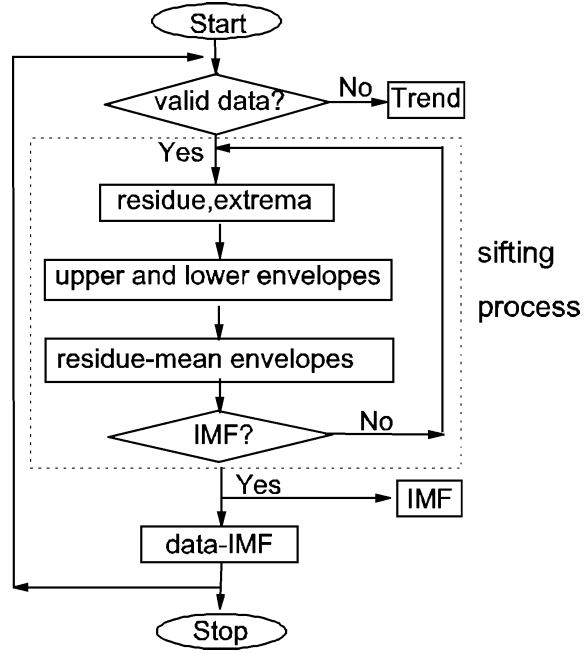 Start
valid data?
No
Trend
Yes
residue,extrema
sifting
upper and lower envelopes
process
residue-mean envelopes
IMF?
No
Yes
IMF
data-IMF
Stop